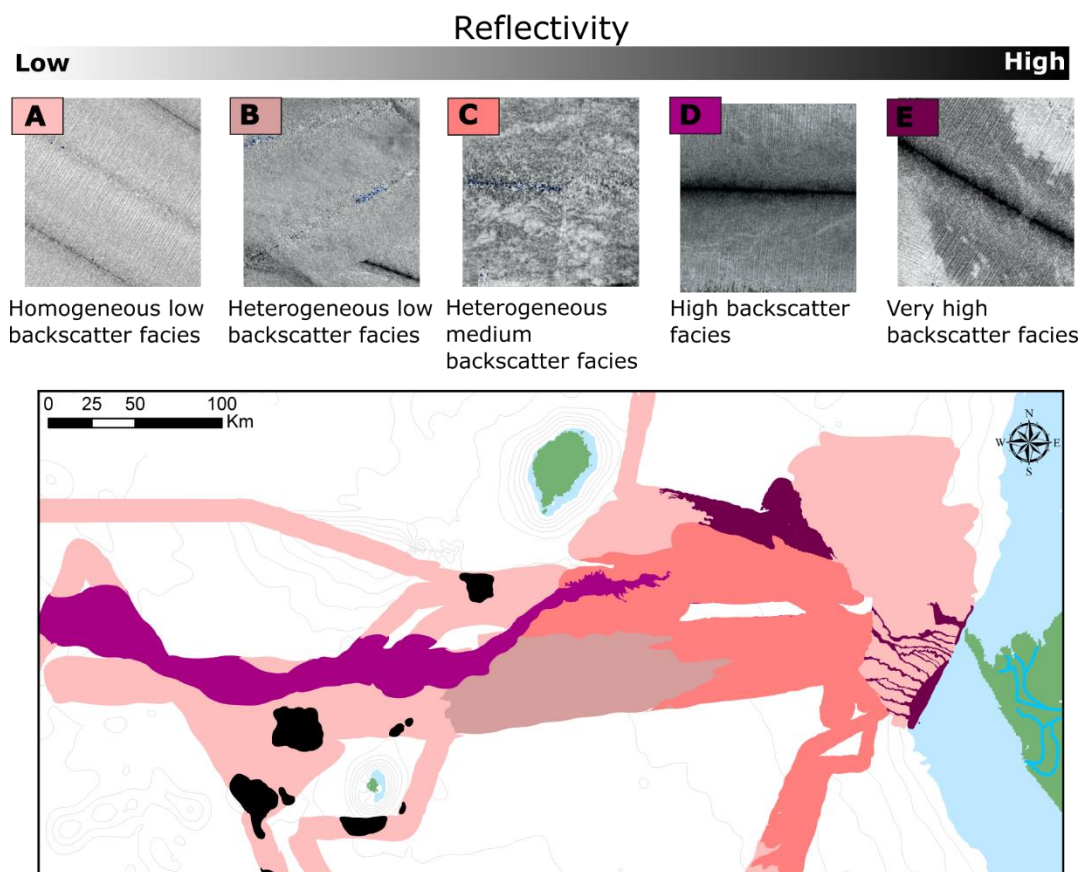 Reflectivity
Low High
A B C D E
Homogeneous low
backscatter facies
Heterogeneous low
backscatter facies
Heterogeneous
medium
backscatter facies
High backscatter
facies
Very high
backscatter facies
0 25 50 100
Km
N
W E
S